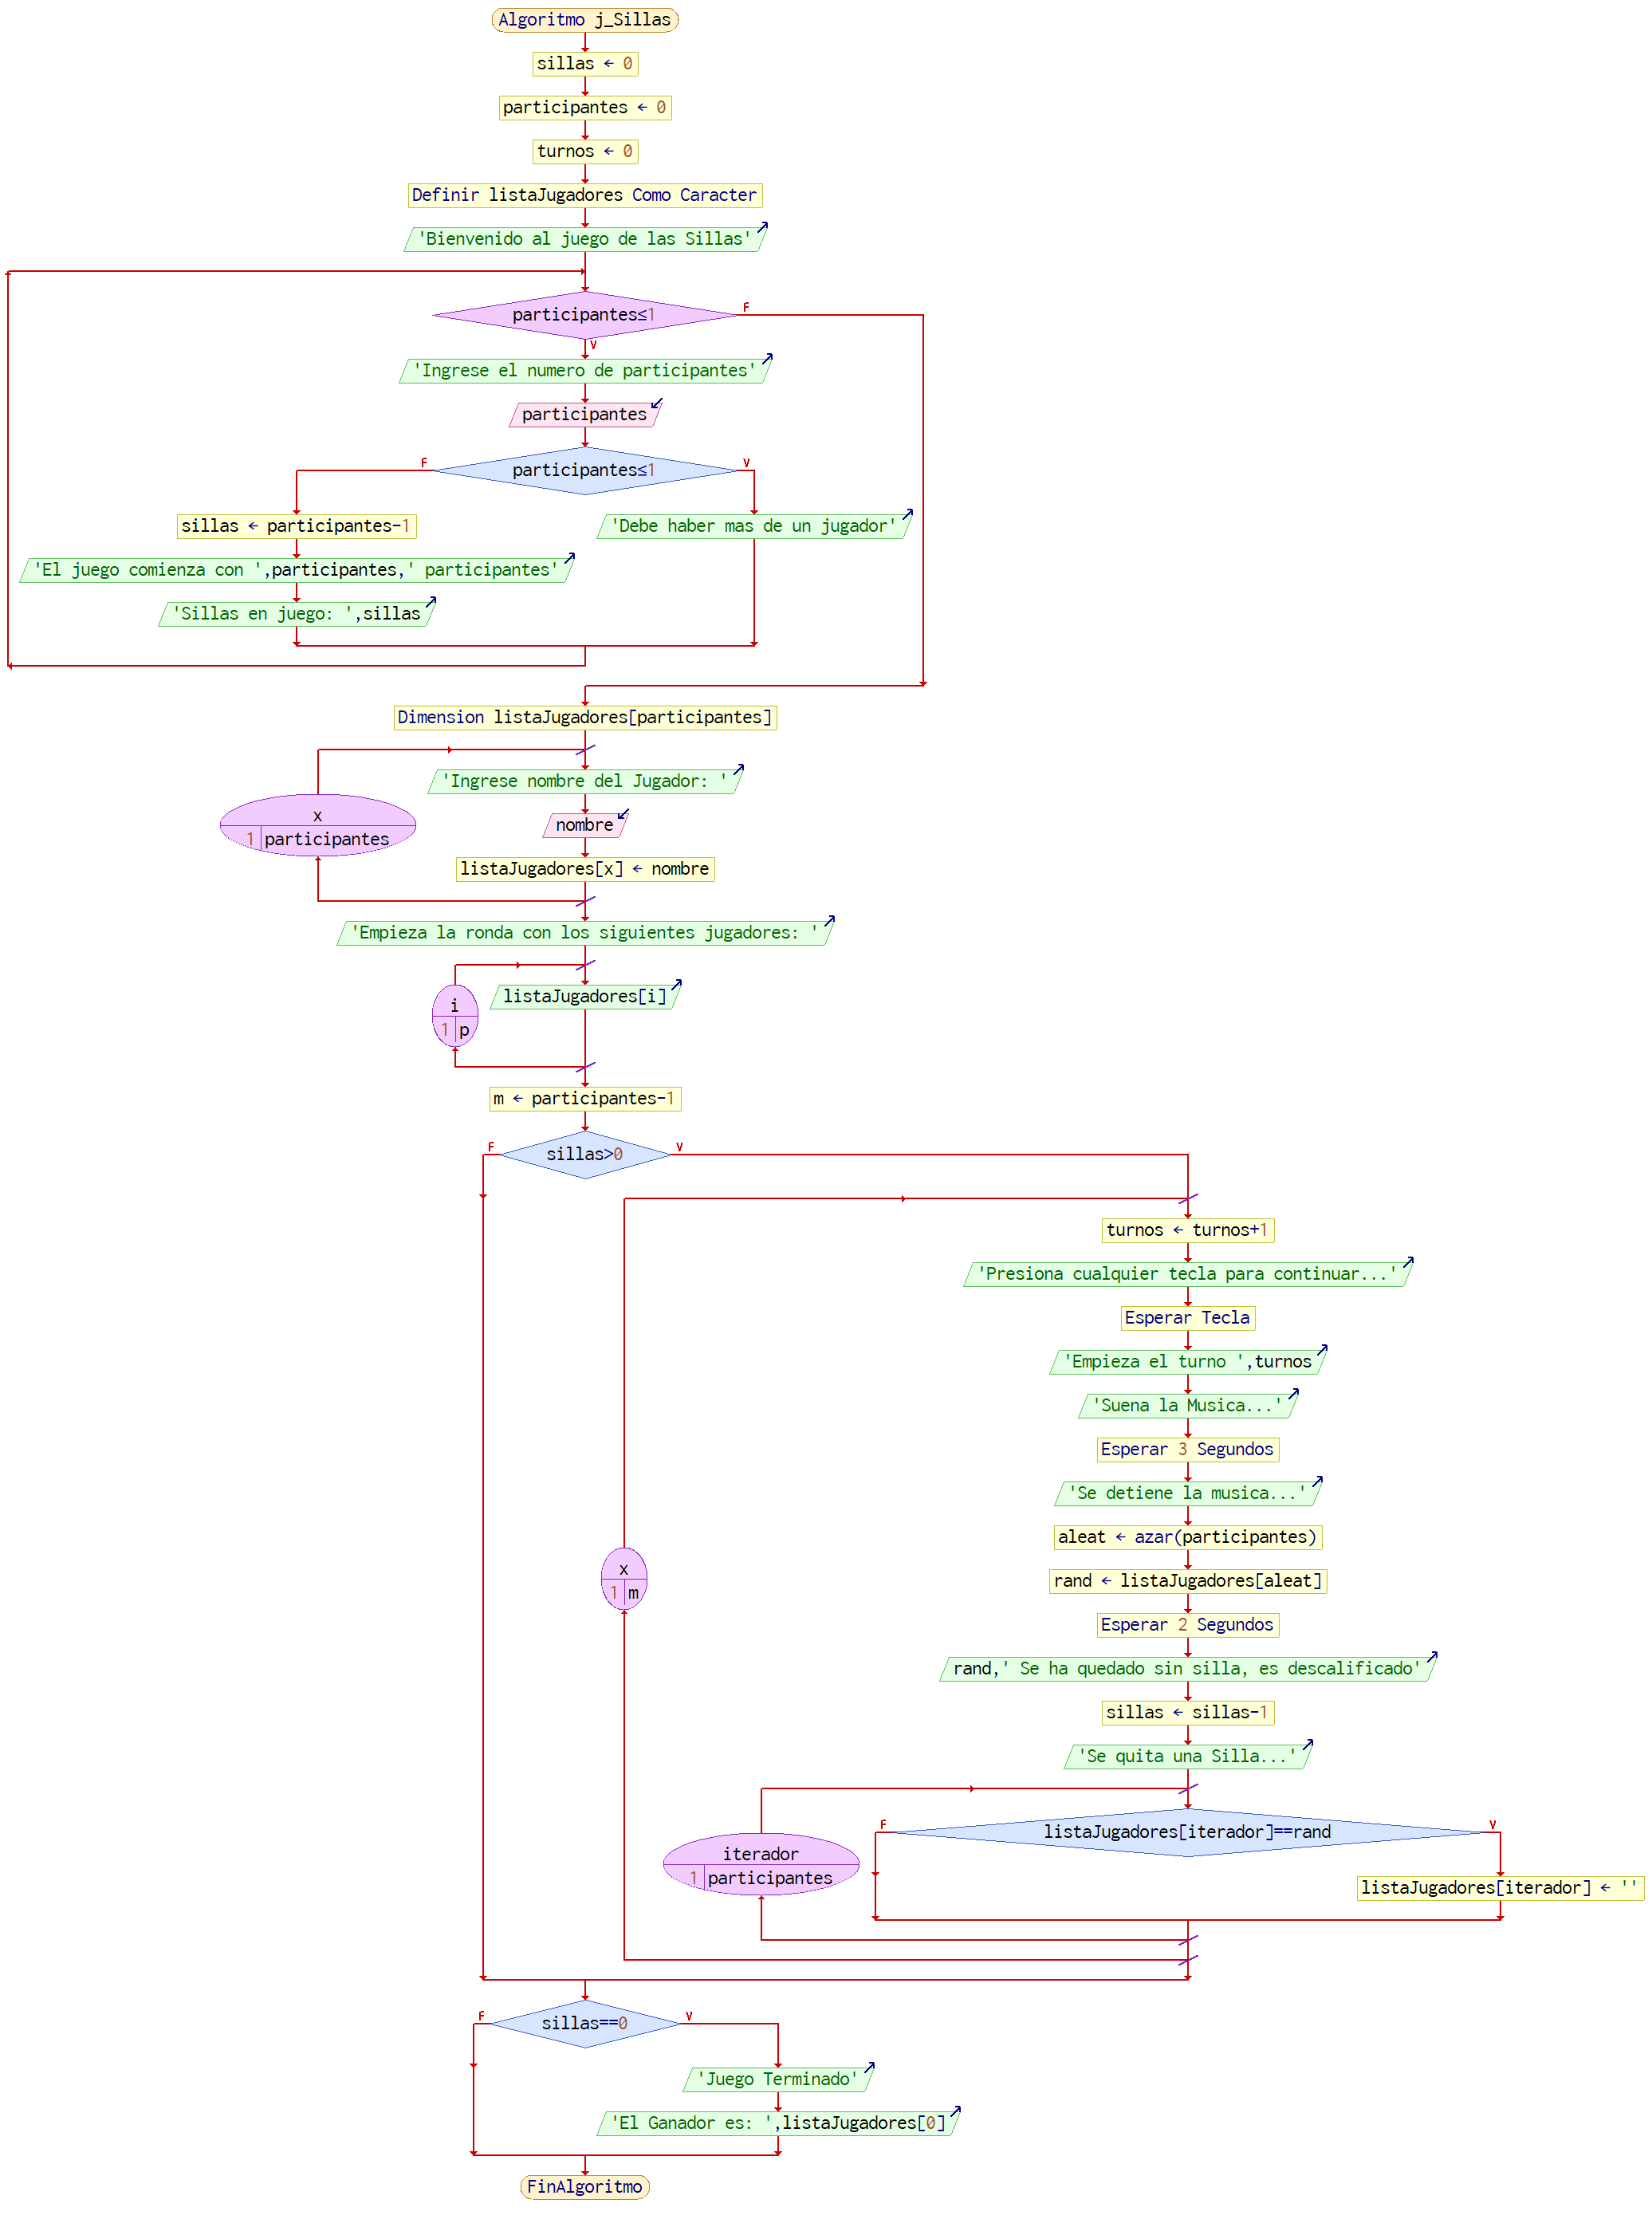 Algoritmo j_Sillas
sillas ← 0
participantes ← 0
turnos ← 0
Definir listaJugadores Como Caracter
'Bienvenido al juego de las Sillas'
participantes≤1
F
V
'Ingrese el numero de participantes'
participantes
participantes≤1
F
V
sillas ← participantes-1
'Debe haber mas de un jugador'
'El juego comienza con ',participantes,' participantes'
'Sillas en juego: ',sillas
Dimension listaJugadores[participantes]
'Ingrese nombre del Jugador: '
x
1 participantes
nombre
listaJugadores[x] ← nombre
'Empieza la ronda con los siguientes jugadores: '
listaJugadores[i]
i
1 p
m ← participantes-1
sillas>0
F
V
turnos ← turnos+1
'Presiona cualquier tecla para continuar...'
Esperar Tecla
'Empieza el turno ',turnos
'Suena la Musica...'
Esperar 3 Segundos
'Se detiene la musica...'
aleat ← azar(participantes)
x
1 m
rand ← listaJugadores[aleat]
Esperar 2 Segundos
rand,' Se ha quedado sin silla, es descalificado'
sillas ← sillas-1
'Se quita una Silla...'
listaJugadores[iterador]==rand
F
V
iterador
1 participantes
listaJugadores[iterador] ← ''
sillas==0
F
V
'Juego Terminado'
'El Ganador es: ',listaJugadores[0]
FinAlgoritmo